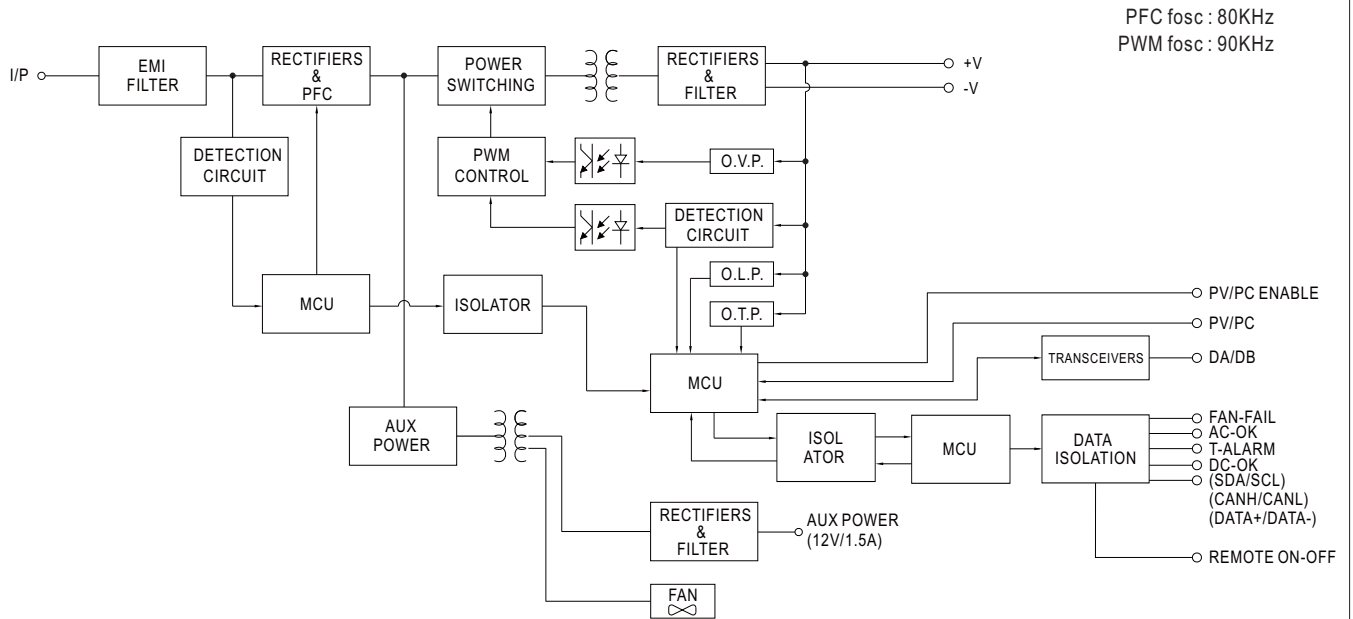 PFC fosc : 80KHz
PWM fosc : 90KHz
I/P
EMI
FILTER
RECTIFIERS
&
PFC
POWER
SWITCHING
RECTIFIERS
&
FILTER
+V
-V
DETECTION
CIRCUIT
PWM
CONTROL
O.V.P.
DETECTION
CIRCUIT
O.L.P.
O.T.P.
MCU
ISOLATOR
MCU
PV/PC ENABLE
PV/PC
TRANSCEIVERS
DA/DB
AUX
POWER
ISOL
ATOR
MCU
DATA
ISOLATION
FAN-FAIL
AC-OK
T-ALARM
DC-OK
(SDA/SCL)
(CANH/CANL)
(DATA+/DATA-)
REMOTE ON-OFF
RECTIFIERS
&
FILTER
AUX POWER
(12V/1.5A)
FAN